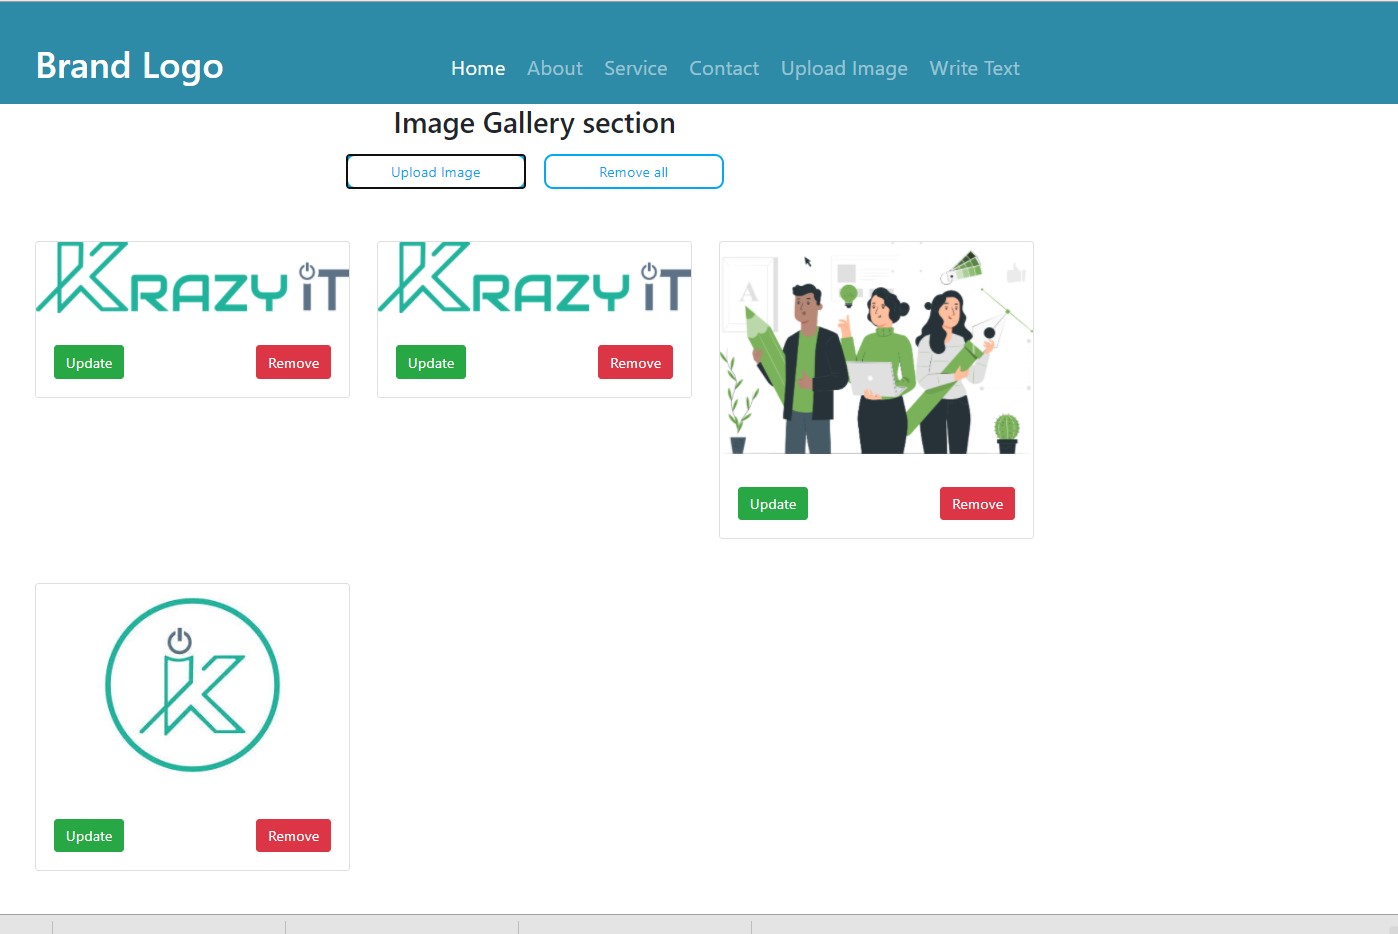 Brand Logo
Home About Service Contact Upload Image Write Text
Image Gallery section
Upload Image Remove all
KRAZY iT
KRAZY iT
A
Update Remove
Update Remove
Update Remove
iK
Update Remove